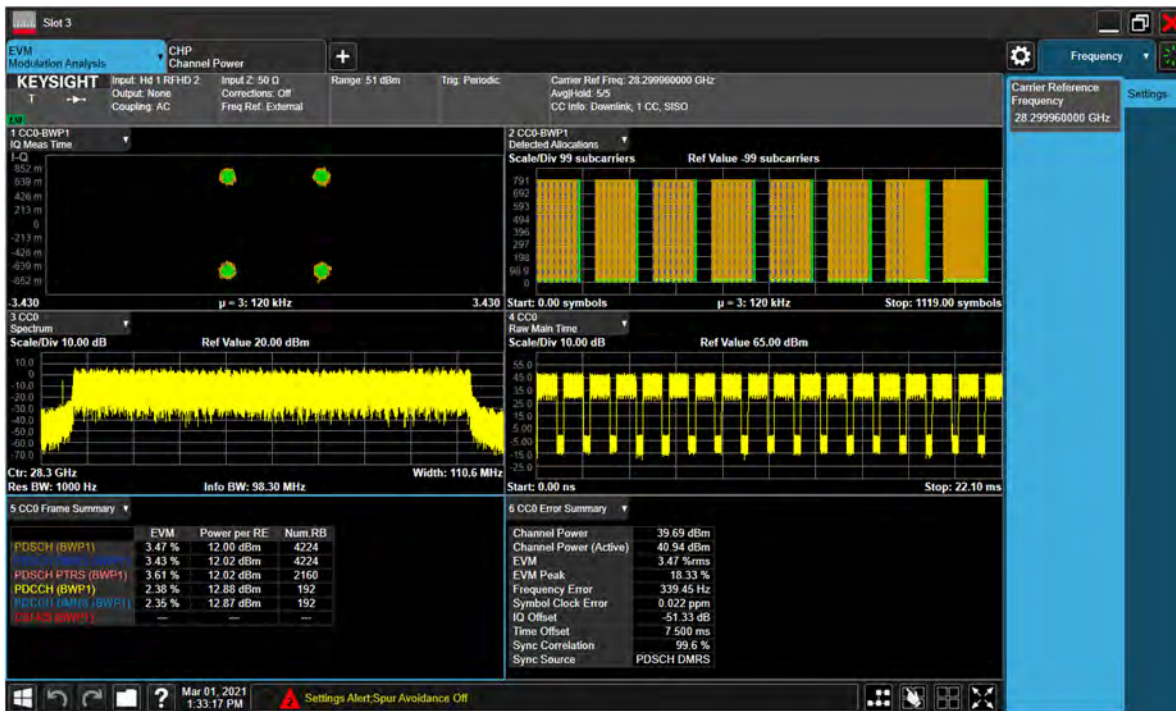 Slot 3
EVM
Modulation Analysis
CHP
Channel Power
Frequency
KEYSIGHT
T
LM
Input: Hd 1 RFHD 2
Output: None
Coupling: AC
Input Z: 50 Ω
Corrections: Off
Freq Ref: External
Range: 51 dBm
Trig: Periodic
Carrier Ref Freq: 28.299960000 GHz
Avg|Hold: 5/5
CC Info: Downlink, 1 CC, SISO
Carrier Reference
Frequency
28.299960000 GHz
Settings
1 CC0-BWP1
IQ Meas Time
I-Q
852 m
639 m
426 m
213 m
0
-213 m
-426 m
-639 m
-852 m
-3.430
µ = 3: 120 kHz
3.430
2 CC0-BWP1
Detected Allocations
Scale/Div 99 subcarriers
Ref Value -99 subcarriers
791
692
593
494
396
297
198
98.9
0
Start: 0.00 symbols
µ = 3: 120 kHz
Stop: 1119.00 symbols
3 CC0
Spectrum
Scale/Div 10.00 dB
Ref Value 20.00 dBm
10.0
0
-10.0
-20.0
-30.0
-40.0
-50.0
-60.0
-70.0
Ctr: 28.3 GHz
Width: 110.6 MHz
Res BW: 1000 Hz
Info BW: 98.30 MHz
4 CC0
Raw Main Time
Scale/Div 10.00 dB
Ref Value 65.00 dBm
55.0
45.0
35.0
25.0
15.0
5.00
-5.00
-15.0
-25.0
Start: 0.00 ns
Stop: 22.10 ms
5 CC0 Frame Summary
EVM Power per RE Num.RB
PDSCH (BWP1) 3.47 % 12.00 dBm 4224
PDSCH DMRS (BWP1) 3.43 % 12.02 dBm 4224
PDSCH PTRS (BWP1) 3.61 % 12.02 dBm 2160
PDCCH (BWP1) 2.38 % 12.88 dBm 192
PDCCH DMRS (BWP1) 2.35 % 12.87 dBm 192
(BWP1) --- --- ---
6 CC0 Error Summary
Channel Power 39.69 dBm
Channel Power (Active) 40.94 dBm
EVM 3.47 %rms
EVM Peak 18.33 %
Frequency Error 339.45 Hz
Symbol Clock Error 0.022 ppm
IQ Offset -51.33 dB
Time Offset 7.500 ms
Sync Correlation 99.6 %
Sync Source PDSCH DMRS
Mar 01, 2021
1:33:17 PM
2
Settings Alert;Spur Avoidance Off